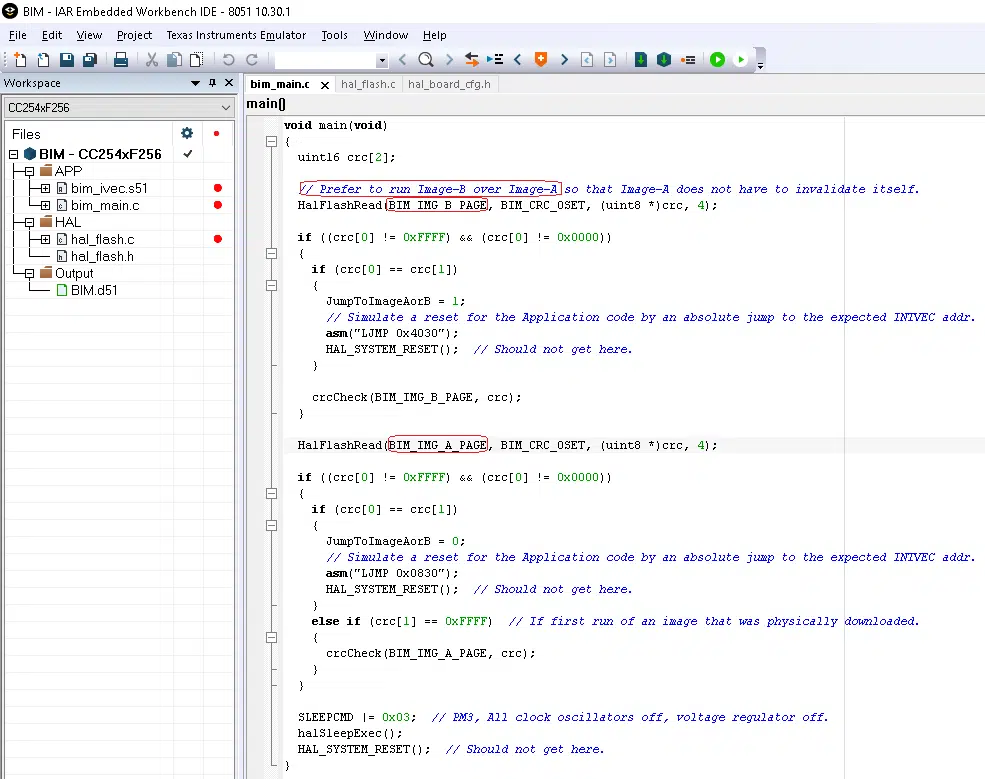 BIM - IAR Embedded Workbench IDE - 8051 10.30.1
File Edit View Project Texas Instruments Emulator Tools Window Help
Workspace
CC254xF256
Files
BIM - CC254xF256
APP
bim_ivec.s51
bim_main.c
HAL
hal_flash.c
hal_flash.h
Output
BIM.d51
bim_main.c hal_flash.c hal_board_cfg.h
main()
void main(void)
{
uint16 crc[2];
// Prefer to run Image-B over Image-A so that Image-A does not have to invalidate itself.
HalFlashRead(BIM_IMG_B_PAGE, BIM_CRC_OSET, (uint8 *)crc, 4);
if ((crc[0] != 0xFFFF) && (crc[0] != 0x0000))
{
if (crc[0] == crc[1])
{
JumpToImageAorB = 1;
// Simulate a reset for the Application code by an absolute jump to the expected INTVEC addr.
asm("LJMP 0x4030");
HAL_SYSTEM_RESET(); // Should not get here.
}
crcCheck(BIM_IMG_B_PAGE, crc);
}
HalFlashRead(BIM_IMG_A_PAGE, BIM_CRC_OSET, (uint8 *)crc, 4);
if ((crc[0] != 0xFFFF) && (crc[0] != 0x0000))
{
if (crc[0] == crc[1])
{
JumpToImageAorB = 0;
// Simulate a reset for the Application code by an absolute jump to the expected INTVEC addr.
asm("LJMP 0x0830");
HAL_SYSTEM_RESET(); // Should not get here.
}
else if (crc[1] == 0xFFFF) // If first run of an image that was physically downloaded.
{
crcCheck(BIM_IMG_A_PAGE, crc);
}
}
SLEEPCMD |= 0x03; // PM3, All clock oscillators off, voltage regulator off.
halSleepExec();
HAL_SYSTEM_RESET(); // Should not get here.
}